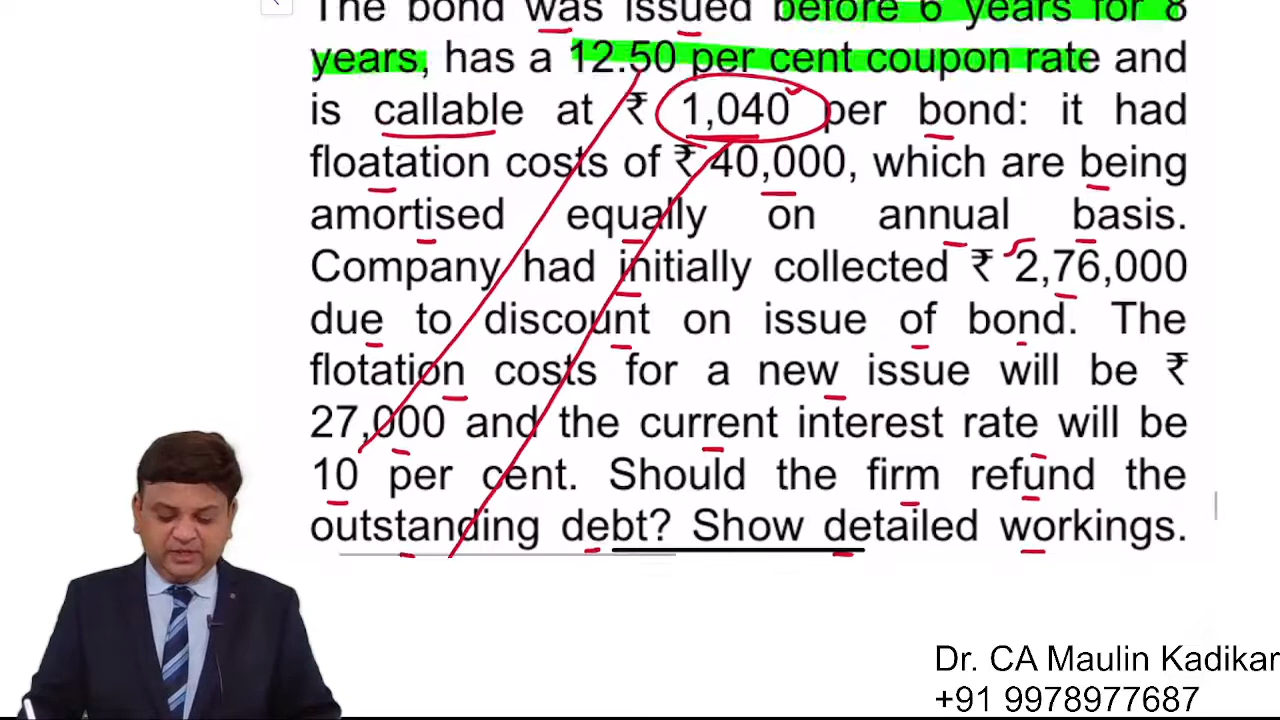 The bond was issued before 6 years for 8
years, has a 12.50 per cent coupon rate and
is callable at ₹ 1,040 per bond: it had
floatation costs of ₹ 40,000, which are being
amortised equally on annual basis.
Company had initially collected ₹ 2,76,000
due to discount on issue of bond. The
flotation costs for a new issue will be ₹
27,000 and the current interest rate will be
10 per cent. Should the firm refund the
outstanding debt? Show detailed workings.
Dr. CA Maulin Kadikar
+91 9978977687